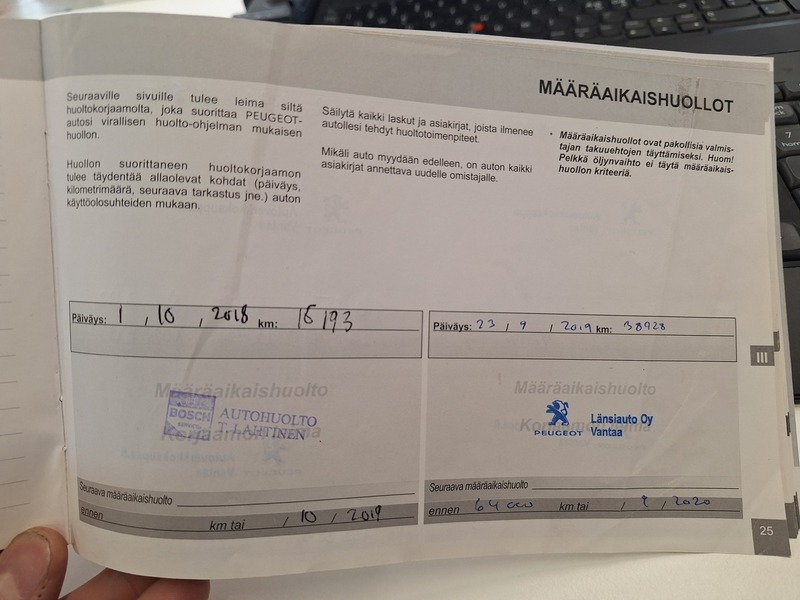 MÄÄRÄAIKAISHUOLLOT
Seuraaville sivuille tulee leima siltä
huoltokorjaamolta, joka suorittaa PEUGEOT-
autosi virallisen huolto-ohjelman mukaisen
huollon.
Huollon suorittaneen huoltokorjaamon
tulee täydentää allaolevat kohdat (päiväys,
kilometrimäärä, seuraava tarkastus jne.) auton
käyttöolosuhteiden mukaan.
Säilytä kaikki laskut ja asiakirjat, joista ilmenee
autollesi tehdyt huoltotoimenpiteet.
Mikäli auto myydään edelleen, on auton kaikki
asiakirjat annettava uudelle omistajalle.
• Määräaikaishuollot ovat pakollisia valmis-
tajan takuuehtojen täyttämiseksi. Huom!
Pelkkä öljynvaihto ei täytä määräaikais-
huollon kriteeriä.
Päiväys: 1 , 10 , 2018 km: 16193
Määräaikaishuolto
Korjaamon leima
BOSCH
AUTOHUOLTO
T. LAHTINEN
Seuraava määräaikaishuolto
ennen km tai / 10 / 2019
Päiväys: 23 / 9 / 2019 km: 38928
Määräaikaishuolto
PEUGEOT
Länsiauto Oy
Vantaa
Seuraava määräaikaishuolto
ennen 64 000 km tai / 9 / 2020
III
25